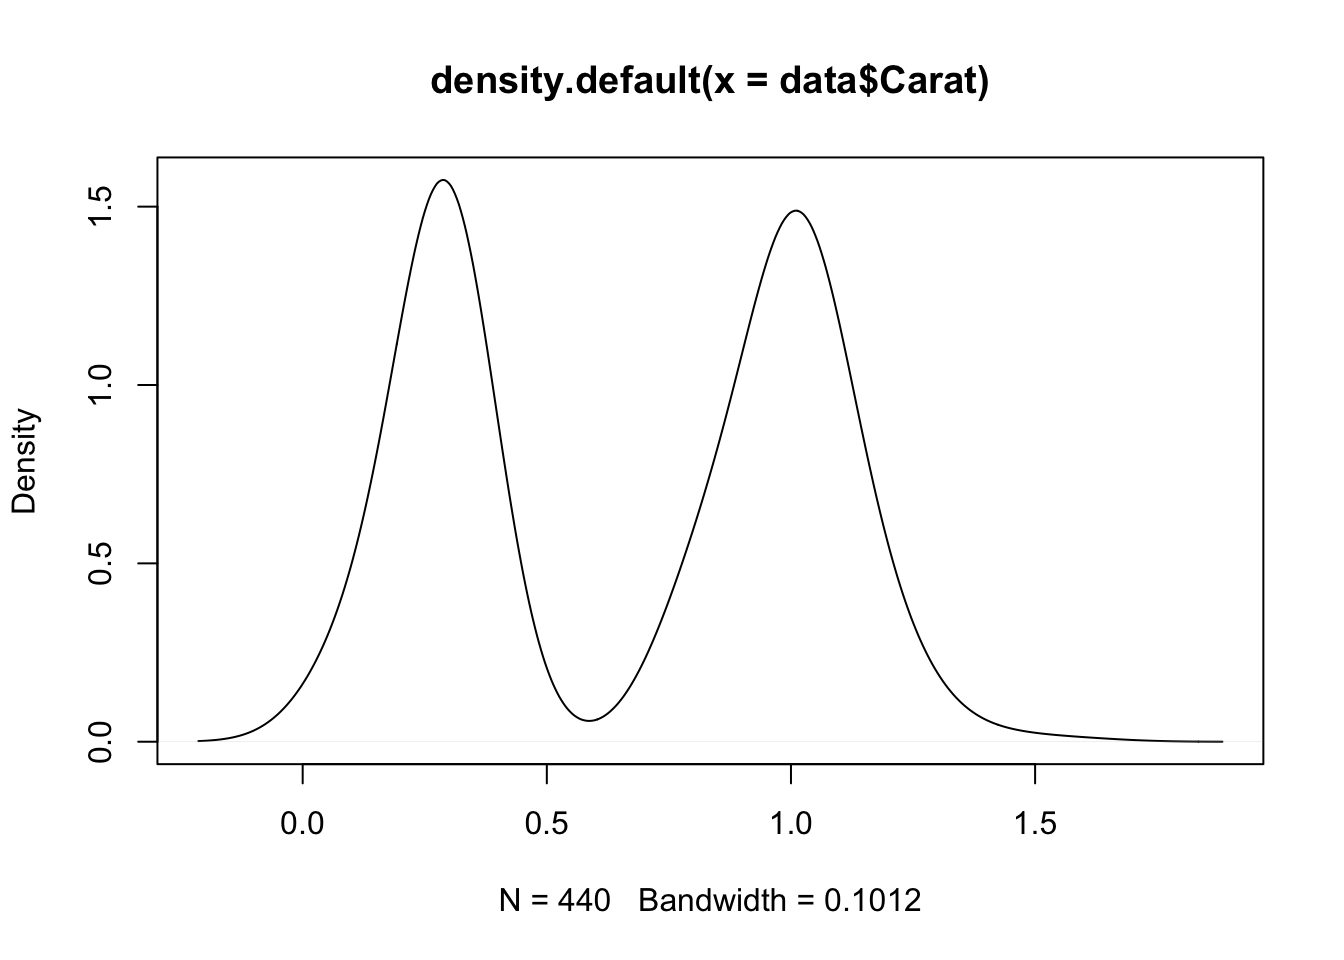 density.default(x = data$Carat)
Density
1.5
1.0
0.5
0.0
0.0 0.5 1.0 1.5
N = 440 Bandwidth = 0.1012